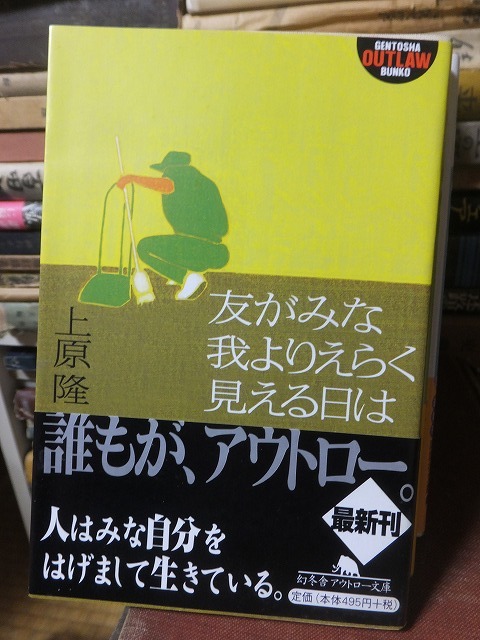 GENTOSHA
OUTLAW
BUNKO
友がみな
我よりえらく
見える日は
上原隆
誰もが、アウトロー。
人はみな自分を
はげまして生きている。
最新刊
幻冬舎アウトロー文庫
定価(本体495円+税)